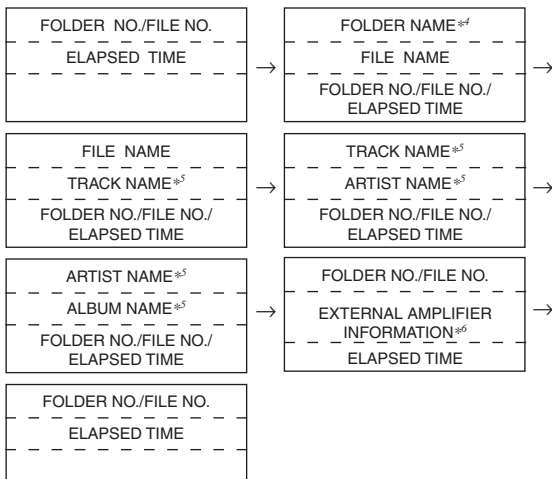 FOLDER NO./FILE NO.
ELAPSED TIME
→
FOLDER NAME*4
FILE NAME
FOLDER NO./FILE NO./
ELAPSED TIME
→
FILE NAME
TRACK NAME*5
FOLDER NO./FILE NO./
ELAPSED TIME
→
TRACK NAME*5
ARTIST NAME*5
FOLDER NO./FILE NO./
ELAPSED TIME
→
ARTIST NAME*5
ALBUM NAME*5
FOLDER NO./FILE NO./
ELAPSED TIME
→
FOLDER NO./FILE NO.
EXTERNAL AMPLIFIER
INFORMATION*6
ELAPSED TIME
→
FOLDER NO./FILE NO.
ELAPSED TIME